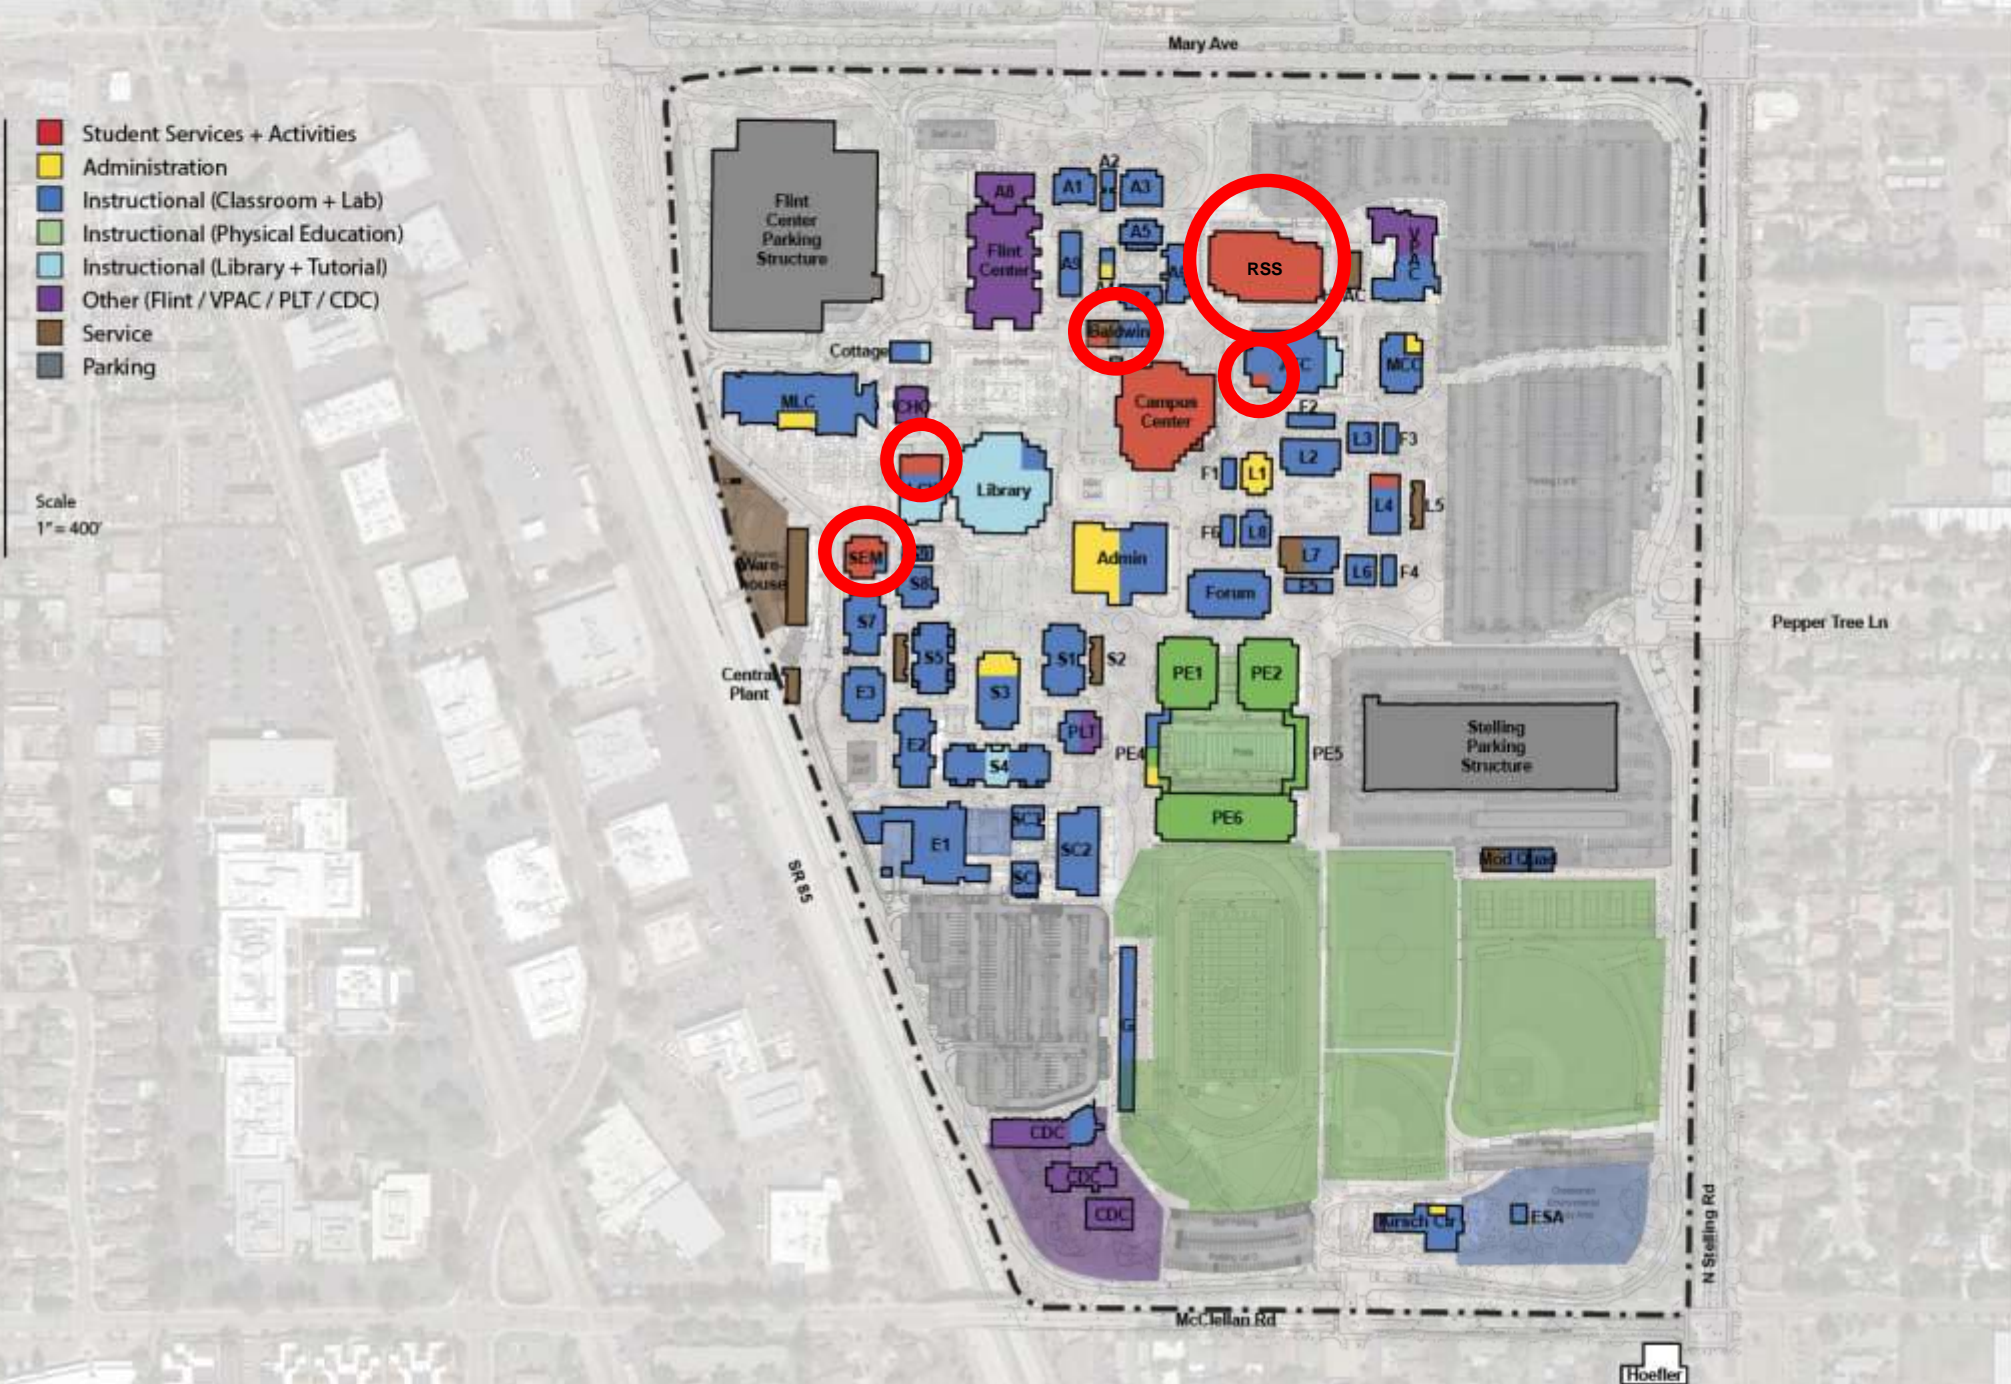 Mary Ave
Student Services + Activities
Administration
Instructional (Classroom + Lab)
Instructional (Physical Education)
Instructional (Library + Tutorial)
Other (Flint / VPAC / PLT / CDC)
Service
Parking
Scale
1"= 400'
Flint
Center
Parking
Structure
A8
Flint
Center
A1
A2
A3
A5
A9
RSS
VPAC
Baldwin
Cottage
MLC
CHC
Campus
Center
MCC
F2
L3
F3
L2
F1
L1
L4
L5
Library
SEM
S8
Ware-
house
Admin
F6
L8
L7
L6
F4
F5
Forum
Pepper Tree Ln
S7
S5
S1
S2
S3
E3
Central
Plant
PE1
PE2
E2
PLT
S4
PE4
PE5
Stelling
Parking
Structure
PE6
E1
SC2
Mod Quad
SR 85
G
CDC
CDC
CDC
ESA
N Stelling Rd
McClellan Rd
Hoefler